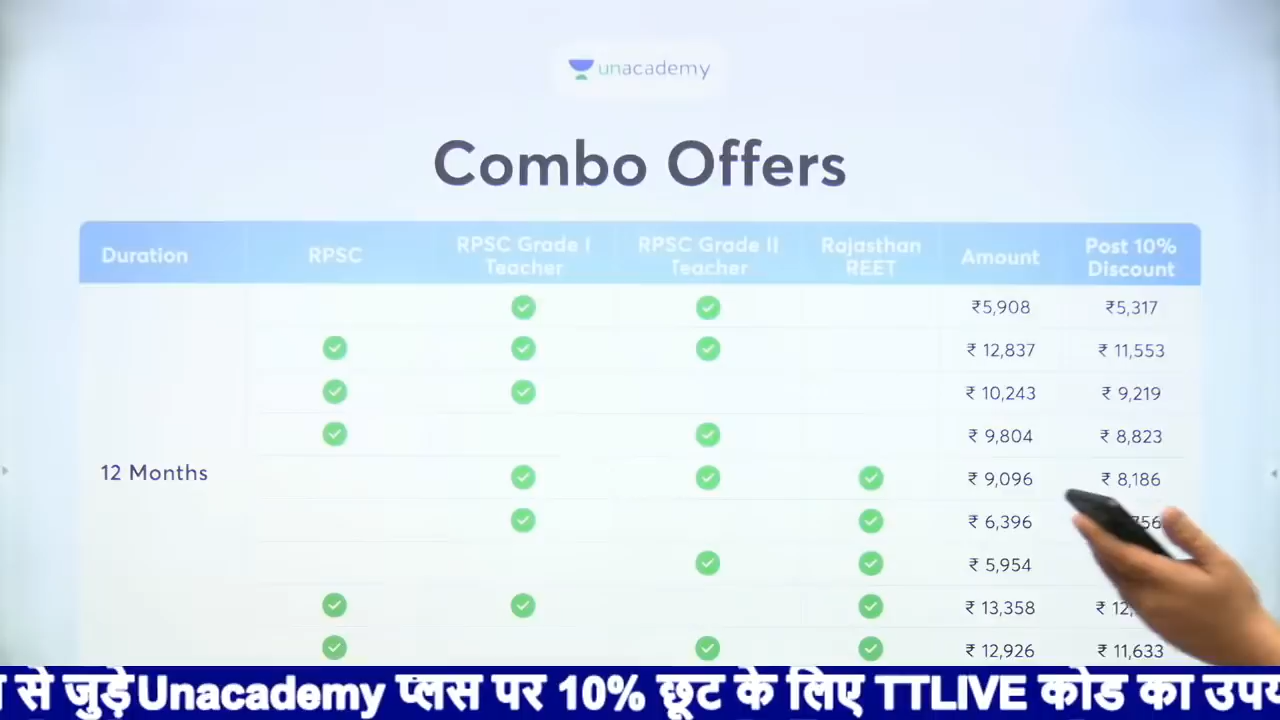 unacademy
Combo Offers
Duration RPSC RPSC Grade I Teacher RPSC Grade II Teacher Rajasthan REET Amount Post 10% Discount
₹5,908 ₹5,317
₹ 12,837 ₹ 11,553
₹ 10,243 ₹ 9,219
₹ 9,804 ₹ 8,823
12 Months ₹ 9,096 ₹ 8,186
₹ 6,396
₹ 5,954
₹ 13,358
₹ 12,926 ₹ 11,633
से जुड़ें Unacademy प्लस पर 10% छूट के लिए TTLIVE कोड का